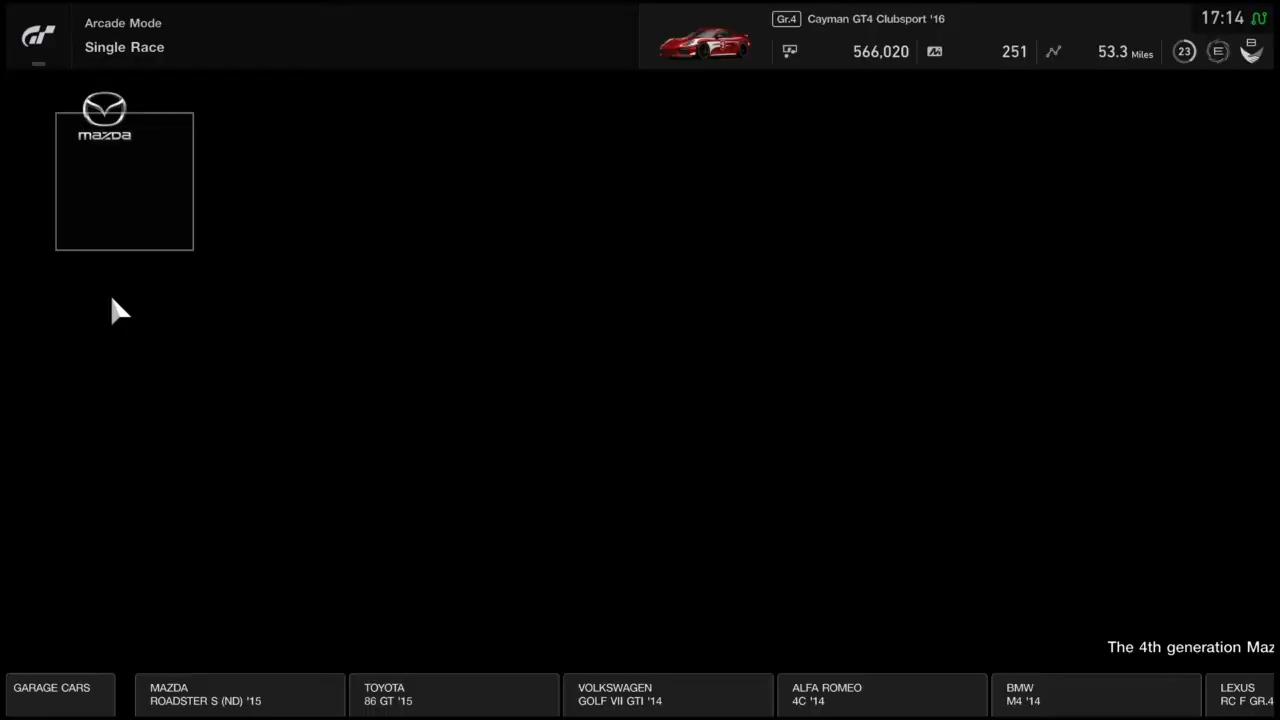 Arcade Mode
Single Race
Gr.4 Cayman GT4 Clubsport '16
566,020 251 53.3 Miles 23 E B
17:14
mazda
The 4th generation Maz
GARAGE CARS
MAZDA
ROADSTER S (ND) '15
TOYOTA
86 GT '15
VOLKSWAGEN
GOLF VII GTI '14
ALFA ROMEO
4C '14
BMW
M4 '14
LEXUS
RC F GR.4